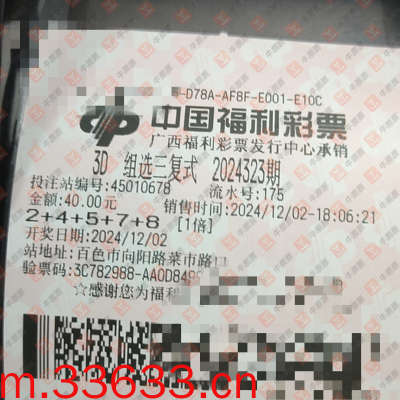 -D78A-AF8F-E001-E10C
中国福利彩票
广西福利彩票发行中心承销
3D 组选三复式 2024323期
投注站编号:45010678 流水号:175
金额:40.00元 销售时间:2024/12/02-18:06:21
2+4+5+7+8 [1倍]
开奖日期:2024/12/02
站地址:百色市向阳路菜市路口
验票码:3C782988-AA0D84
☆感谢您为福利
m.33633.cn